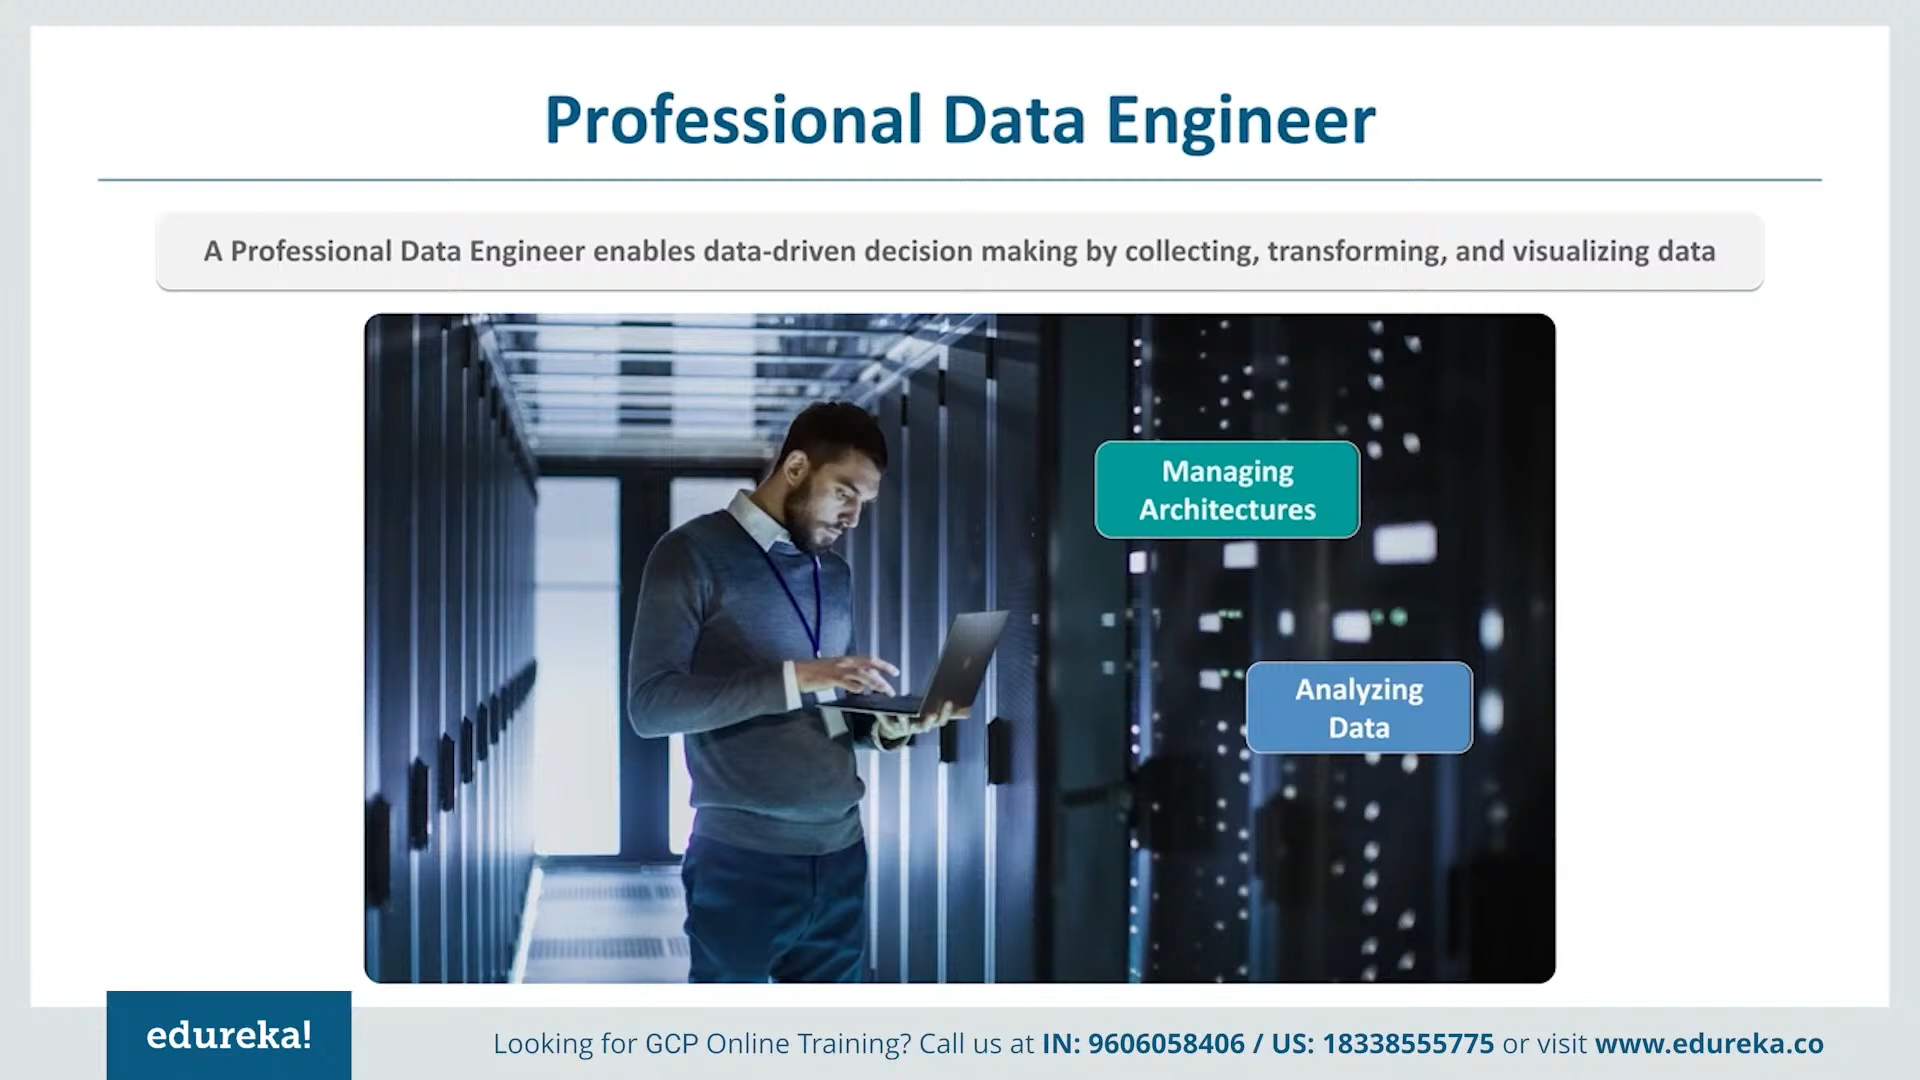 Professional Data Engineer
A Professional Data Engineer enables data-driven decision making by collecting, transforming, and visualizing data
Managing
Architectures
Analyzing
Data
edureka!
Looking for GCP Online Training? Call us at IN: 9606058406 / US: 18338555775 or visit www.edureka.co